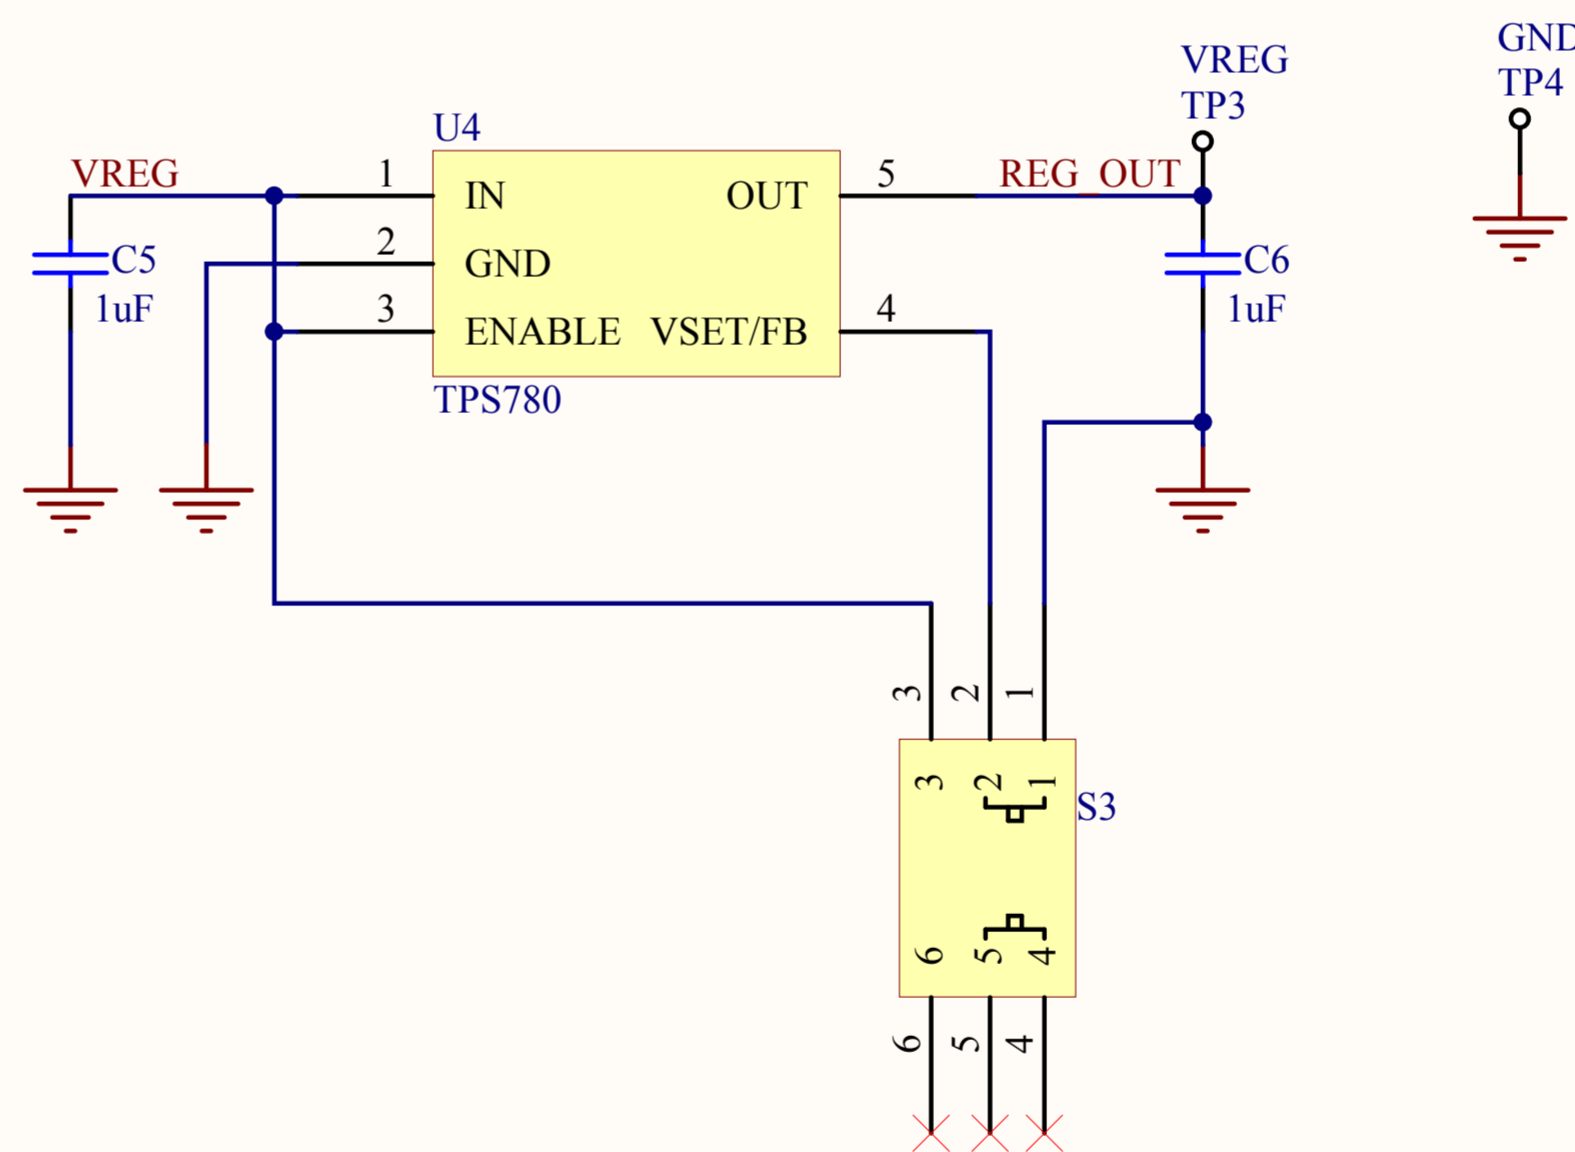 VREG
TP3
GND
TP4
U4
VREG
1
IN
OUT
5
REG_OUT
2
GND
C5
1uF
3
ENABLE
VSET/FB
4
C6
1uF
TPS780
3
2
1
3
2
1
S3
6
5
4
6
5
4